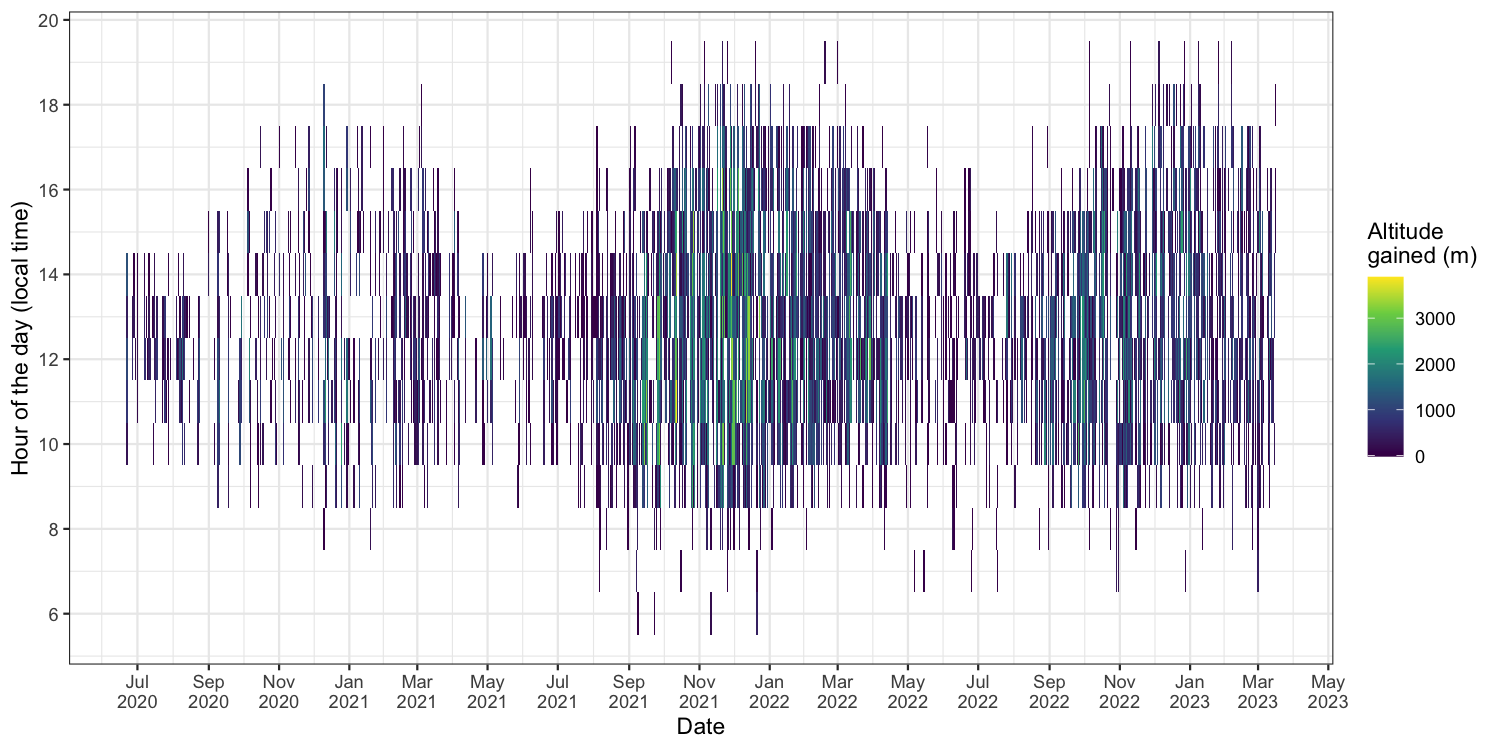 20
18
16
14
12
10
8
6
Hour of the day (local time)
Jul Sep Nov Jan Mar May Jul Sep Nov Jan Mar May Jul Sep Nov Jan Mar May
2020 2020 2020 2021 2021 2021 2021 2021 2021 2022 2022 2022 2022 2022 2022 2023 2023 2023
Date
Altitude
gained (m)
3000
2000
1000
0